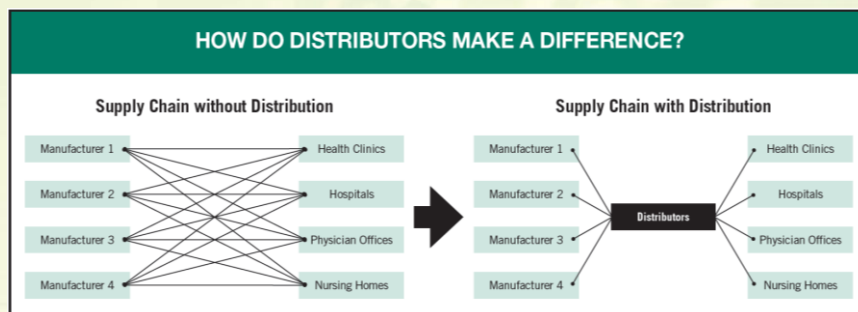 HOW DO DISTRIBUTORS MAKE A DIFFERENCE?
Supply Chain without Distribution
Manufacturer 1
Manufacturer 2
Manufacturer 3
Manufacturer 4
Health Clinics
Hospitals
Physician Offices
Nursing Homes
Supply Chain with Distribution
Manufacturer 1
Manufacturer 2
Manufacturer 3
Manufacturer 4
Distributors
Health Clinics
Hospitals
Physician Offices
Nursing Homes